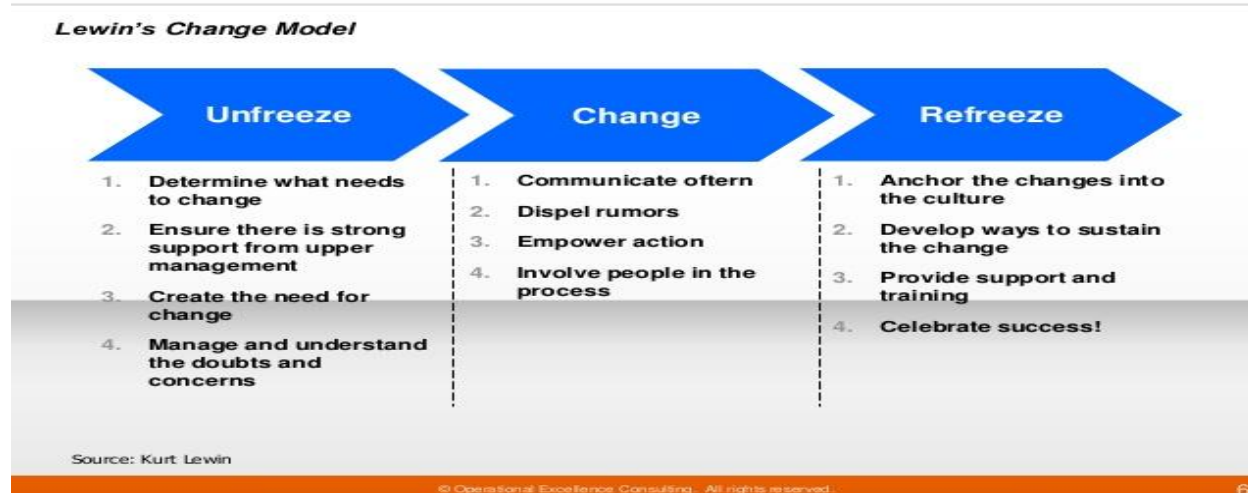 Lewin's Change Model
Unfreeze
Change
Refreeze
1. Determine what needs
to change
2. Ensure there is strong
support from upper
management
3. Create the need for
change
4. Manage and understand
the doubts and
concerns
1. Communicate oftern
2. Dispel rumors
3. Empower action
4. Involve people in the
process
1. Anchor the changes into
the culture
2. Develop ways to sustain
the change
3. Provide support and
training
4. Celebrate success!
Source: Kurt Lewin
© Operational Excellence Consulting. All rights reserved.
6